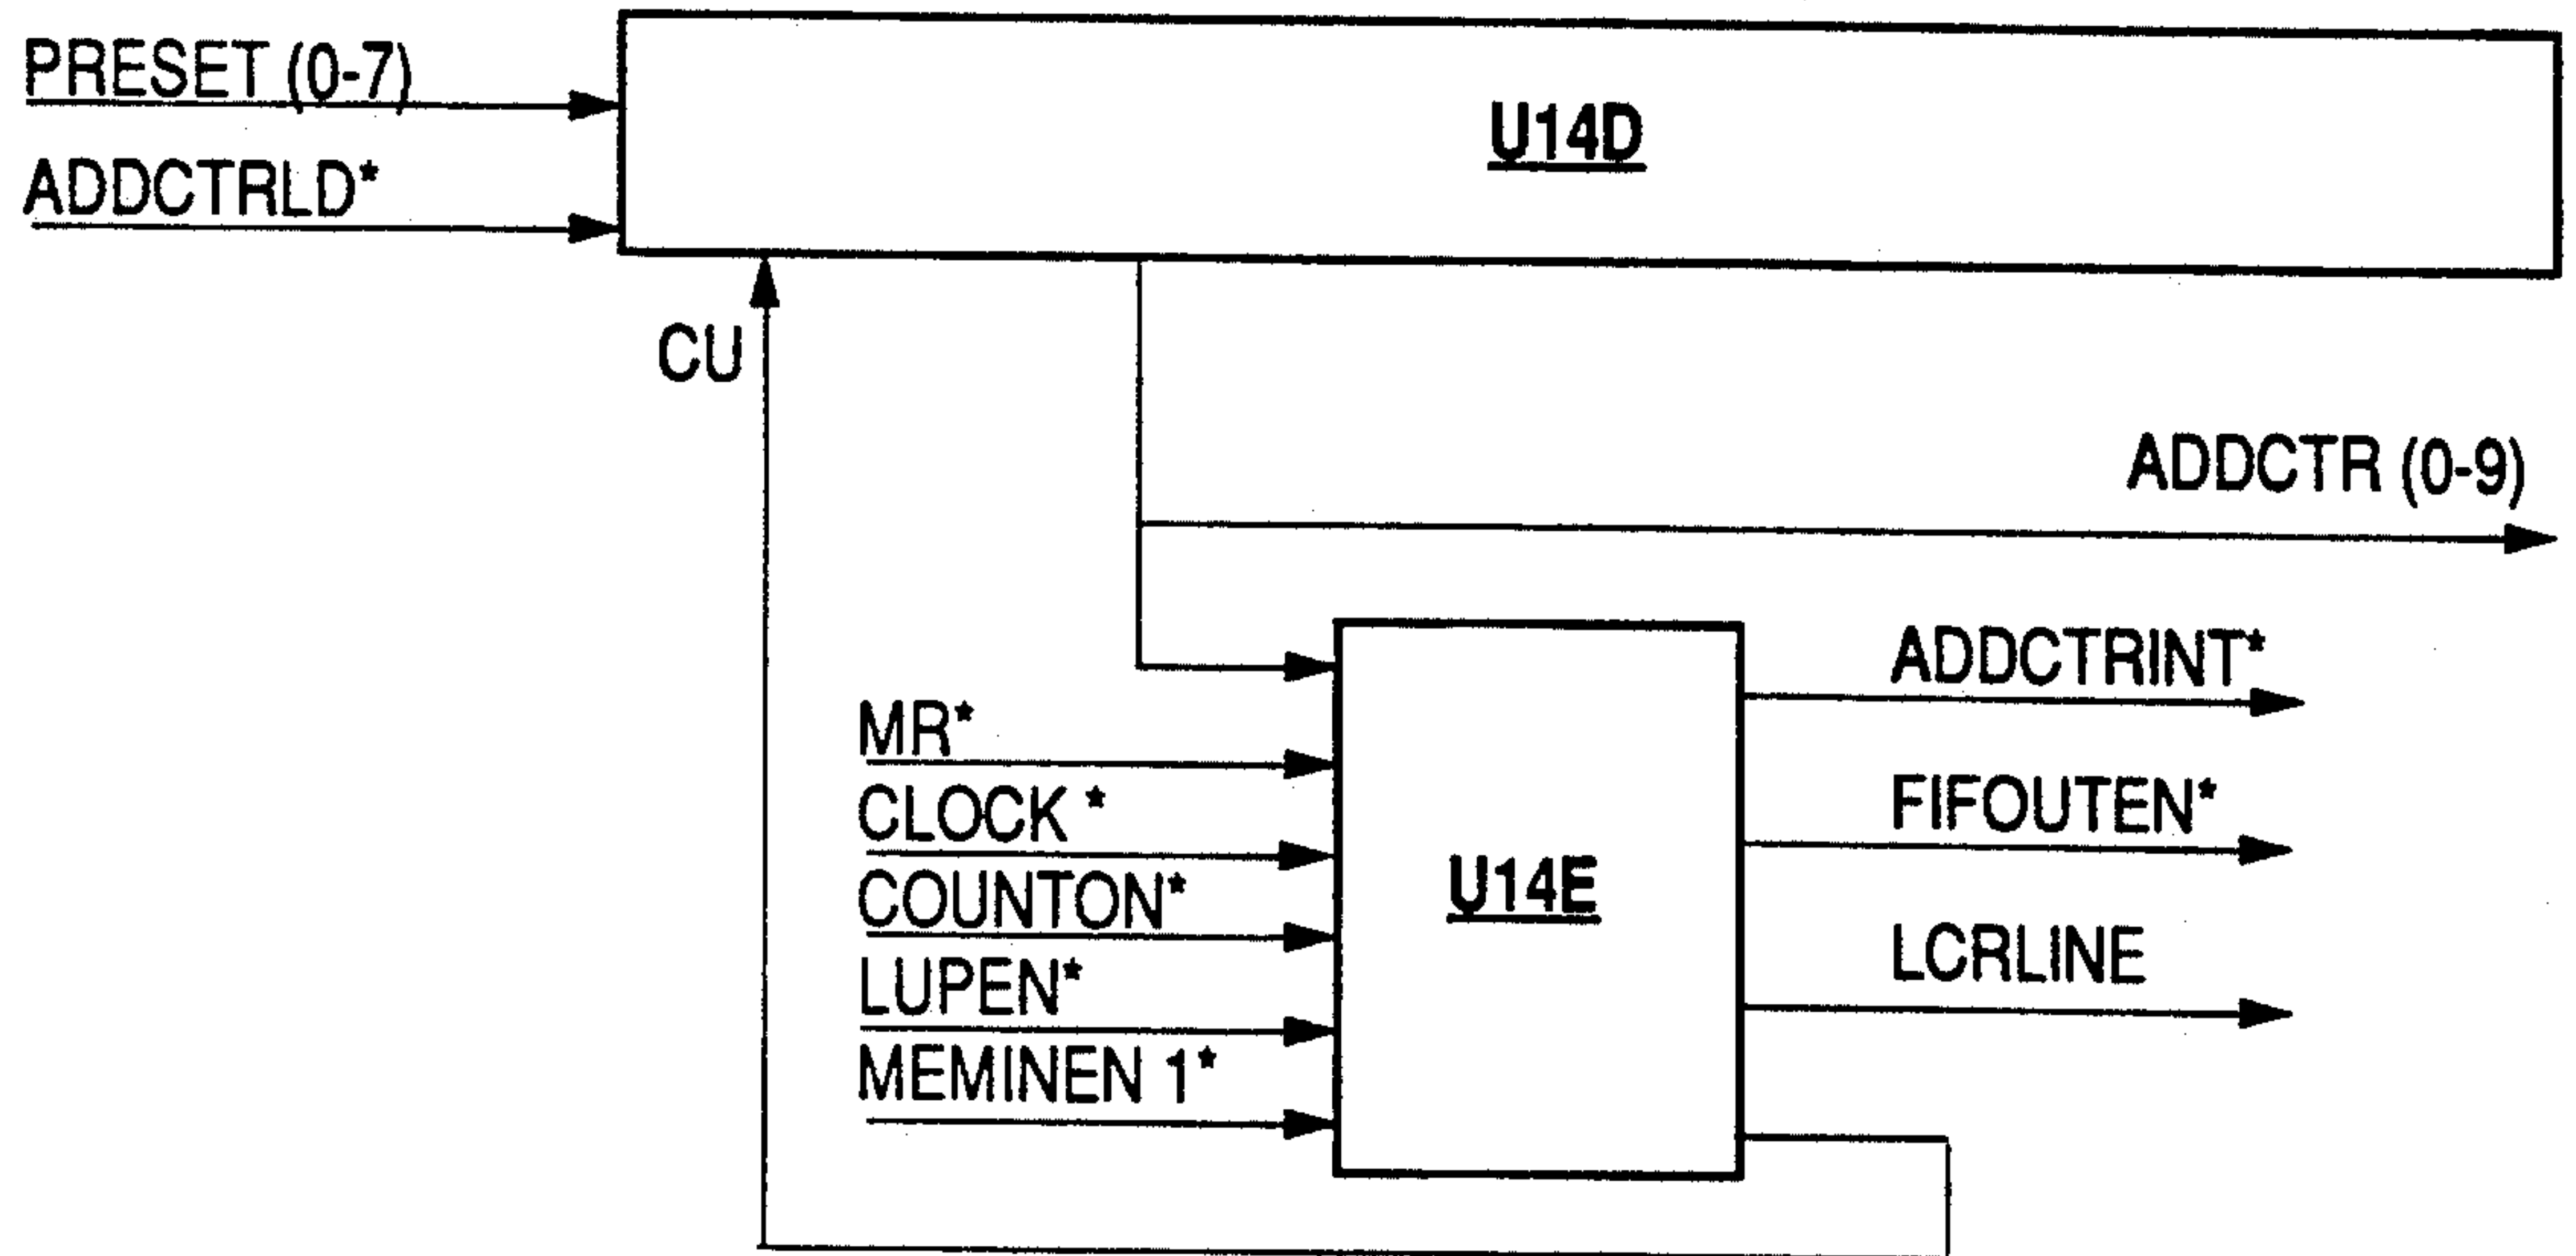 PRESET (0-7)
U14D
ADDCTRLD*
CU
ADDCTR (0-9)
ADDCTRINT*
MR*
FIFOUTEN*
CLOCK *
COUNTON*
U14E
LCRLINE
LUPEN*
MEMINEN 1*